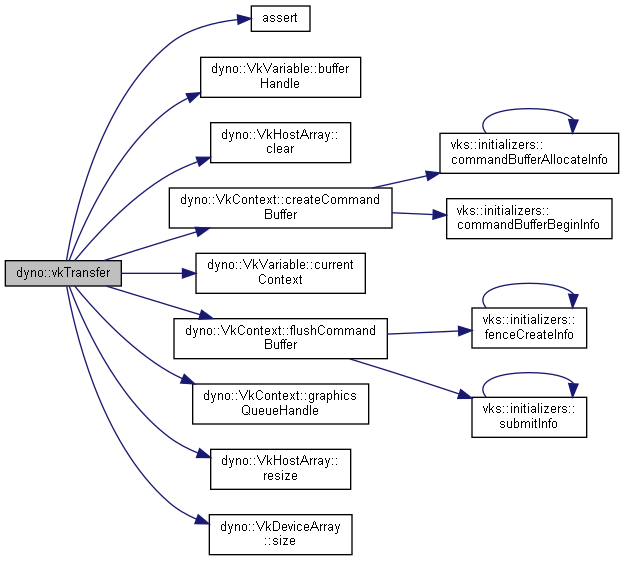 assert
dyno::VkVariable::buffer
Handle
dyno::VkHostArray::
clear
vks::initializers::
commandBufferAllocateInfo
dyno::VkContext::createCommand
Buffer
vks::initializers::
commandBufferBeginInfo
dyno::vkTransfer
dyno::VkVariable::current
Context
dyno::VkContext::flushCommand
Buffer
vks::initializers::
fenceCreateInfo
dyno::VkContext::graphics
QueueHandle
vks::initializers::
submitInfo
dyno::VkHostArray::
resize
dyno::VkDeviceArray
::size